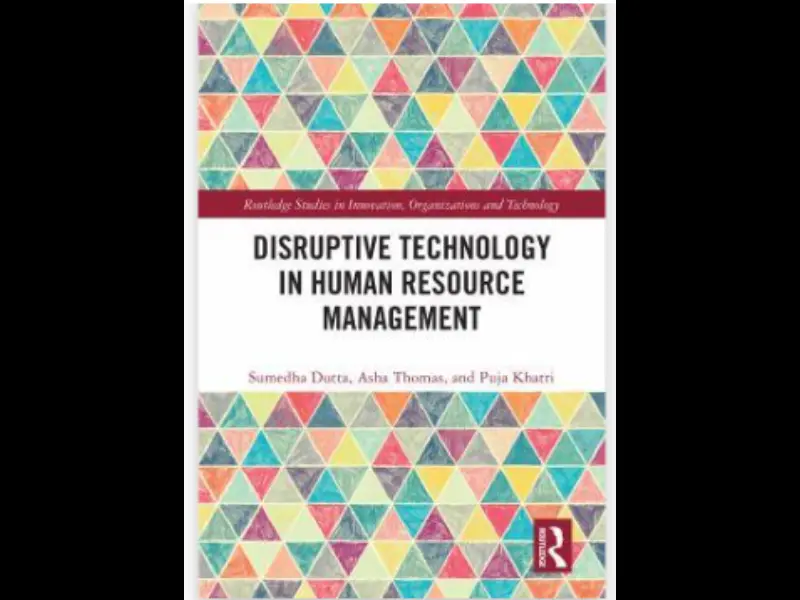 Routledge Studies in Innovation, Organizations and Technology
DISRUPTIVE TECHNOLOGY
IN HUMAN RESOURCE
MANAGEMENT
Sumedha Dutta, Asha Thomas, and Puja Khatri
ROUTLEDGE